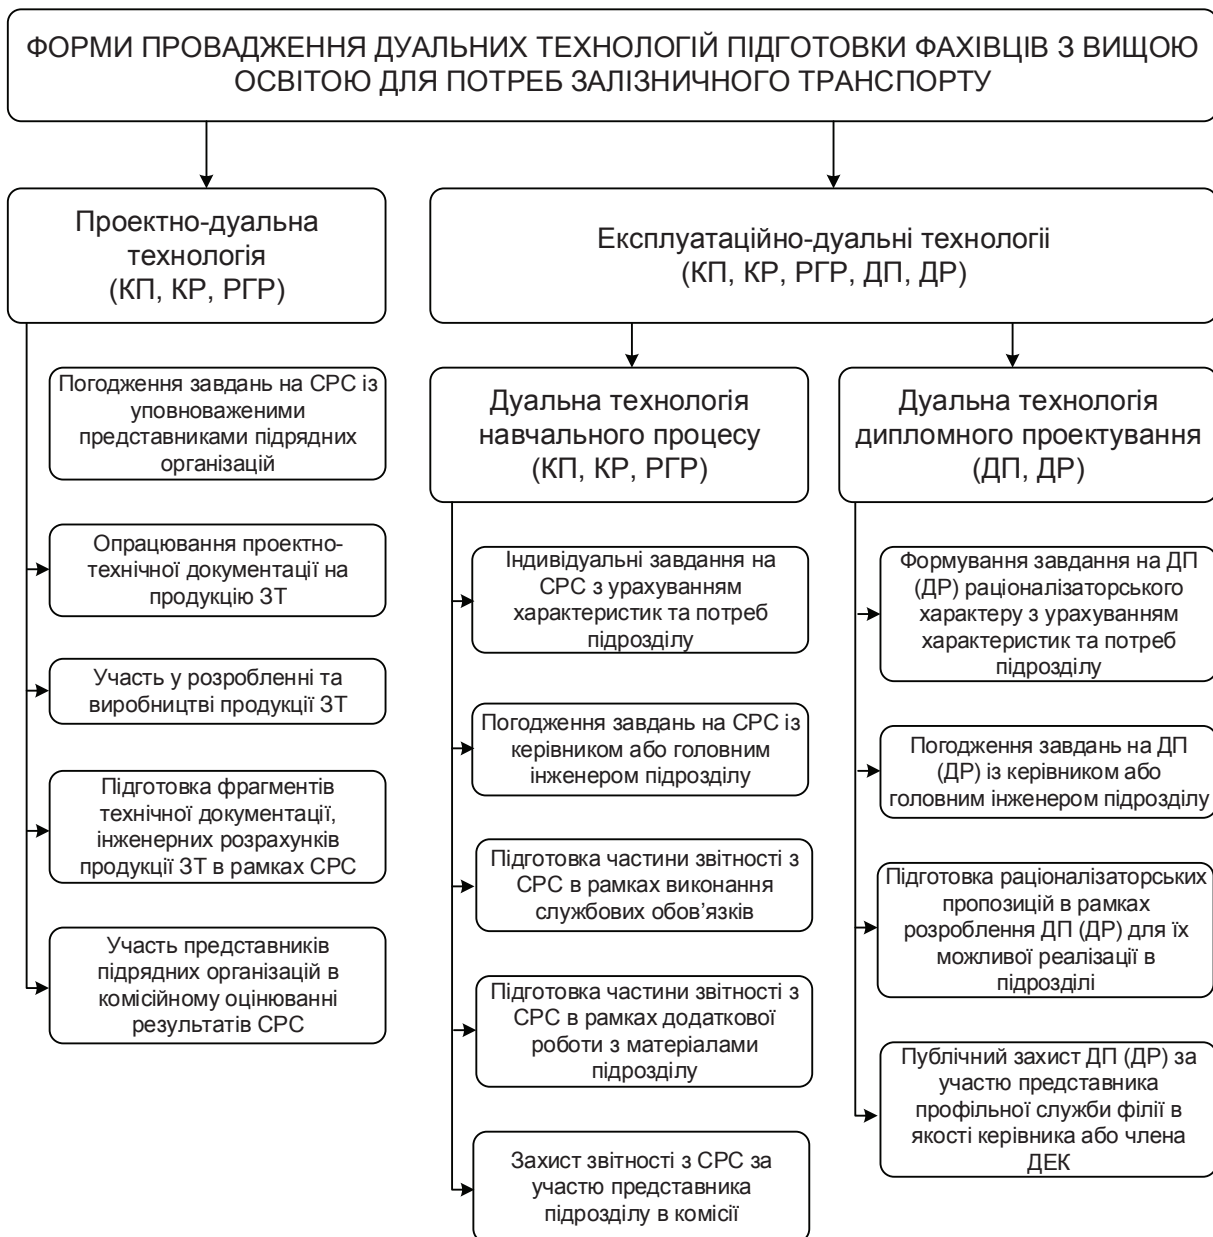 ФОРМИ ПРОВАДЖЕННЯ ДУАЛЬНИХ ТЕХНОЛОГІЙ ПІДГОТОВКИ ФАХІВЦІВ З ВИЩОЮ
ОСВІТОЮ ДЛЯ ПОТРЕБ ЗАЛІЗНИЧНОГО ТРАНСПОРТУ
Проектно-дуальна
технологія
(КП, КР, РГР)
Погодження завдань на СРС із
уповноваженими
представниками підрядних
організацій
Опрацювання проектно-
технічної документації на
продукцію ЗТ
Участь у розробленні та
виробництві продукції ЗТ
Підготовка фрагментів
технічної документації,
інженерних розрахунків
продукції ЗТ в рамках СРС
Участь представників
підрядних організацій в
комісійному оцінюванні
результатів СРС
Експлуатаційно-дуальні технологіі
(КП, КР, РГР, ДП, ДР)
Дуальна технологія
навчального процесу
(КП, КР, РГР)
Індивідуальні завдання на
СРС з урахуванням
характеристик та потреб
підрозділу
Погодження завдань на СРС із
керівником або головним
інженером підрозділу
Підготовка частини звітності з
СРС в рамках виконання
службових обов’язків
Підготовка частини звітності з
СРС в рамках додаткової
роботи з матеріалами
підрозділу
Захист звітності з СРС за
участю представника
підрозділу в комісії
Дуальна технологія
дипломного проектування
(ДП, ДР)
Формування завдання на ДП
(ДР) раціоналізаторського
характеру з урахуванням
характеристик та потреб
підрозділу
Погодження завдань на ДП
(ДР) із керівником або
головним інженером підрозділу
Підготовка раціоналізаторських
пропозицій в рамках
розроблення ДП (ДР) для їх
можливої реалізації в
підрозділі
Публічний захист ДП (ДР) за
участю представника
профільної служби філії в
якості керівника або члена
ДЕК